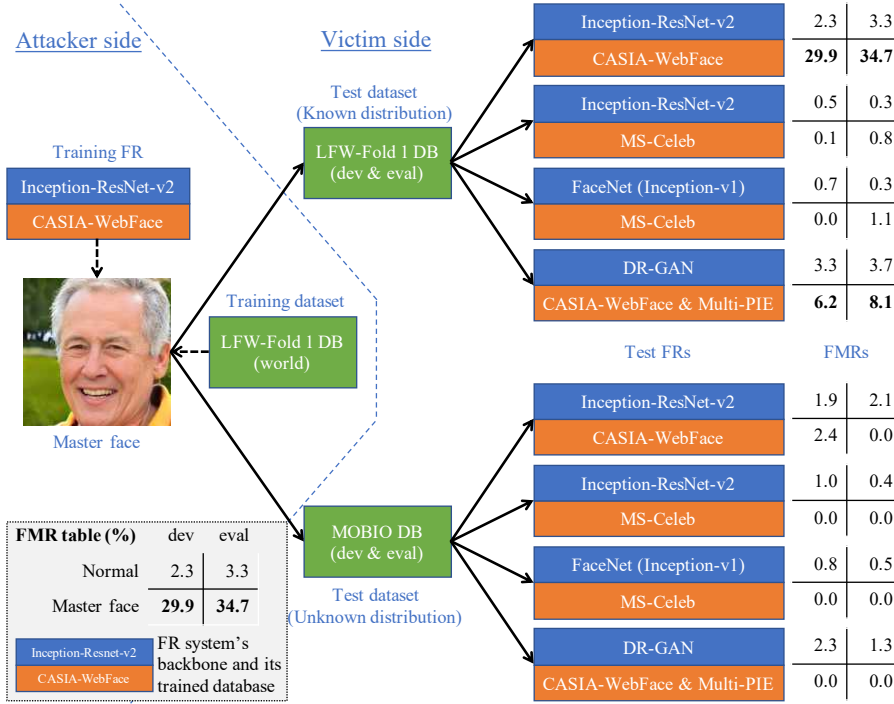 Attacker side
Victim side
Training FR
Inception-ResNet-v2
CASIA-WebFace
Master face
Training dataset
LFW-Fold 1 DB
(world)
Test dataset
(Known distribution)
LFW-Fold 1 DB
(dev & eval)
Inception-ResNet-v2
CASIA-WebFace
2.3 3.3
29.9 34.7
Inception-ResNet-v2
MS-Celeb
0.5 0.3
0.1 0.8
FaceNet (Inception-v1)
MS-Celeb
0.7 0.3
0.0 1.1
DR-GAN
CASIA-WebFace & Multi-PIE
3.3 3.7
6.2 8.1
Test FRs
FMRs
MOBIO DB
(dev & eval)
Test dataset
(Unknown distribution)
Inception-ResNet-v2
CASIA-WebFace
1.9 2.1
2.4 0.0
Inception-ResNet-v2
MS-Celeb
1.0 0.4
0.0 0.0
FaceNet (Inception-v1)
MS-Celeb
0.8 0.5
0.0 0.0
DR-GAN
CASIA-WebFace & Multi-PIE
2.3 1.3
0.0 0.0
FMR table (%) dev eval
Normal 2.3 3.3
Master face 29.9 34.7
Inception-Resnet-v2
CASIA-WebFace
FR system's
backbone and its
trained database